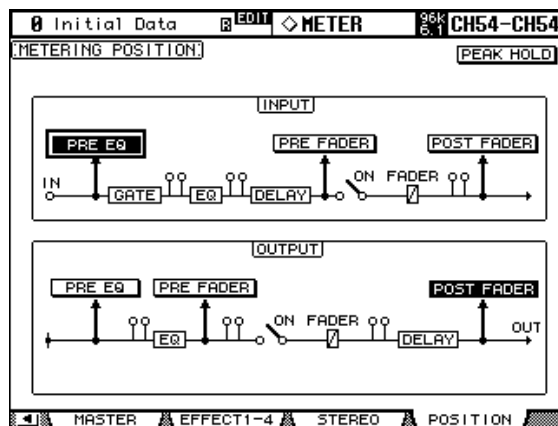 0 Initial Data EDIT METER 96k 6.1 CH54-CH54
METERING POSITION
PEAK HOLD
INPUT
PRE EQ PRE FADER POST FADER
IN GATE EQ DELAY ON FADER
OUTPUT
PRE EQ PRE FADER POST FADER
EQ ON FADER DELAY OUT
MASTER EFFECT1-4 STEREO POSITION